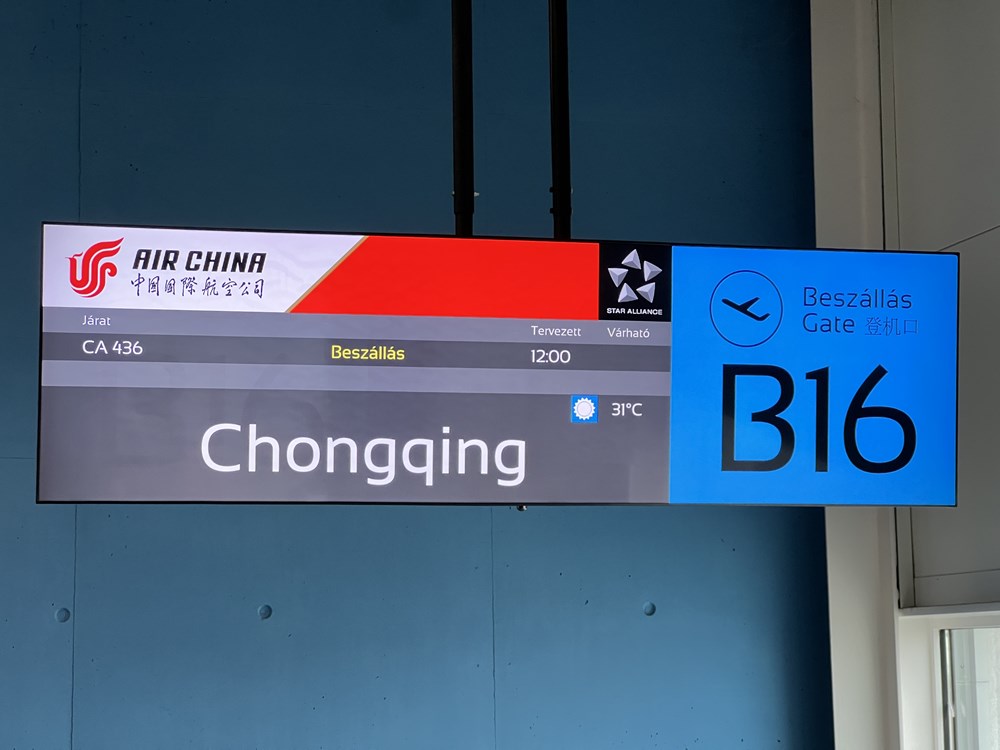 AIR CHINA
中国国際航空公司
STAR ALLIANCE
Járat
Tervezett
Várható
CA 436
Beszállás
12:00
31°C
Chongqing
Beszállás
Gate 登机口
B16